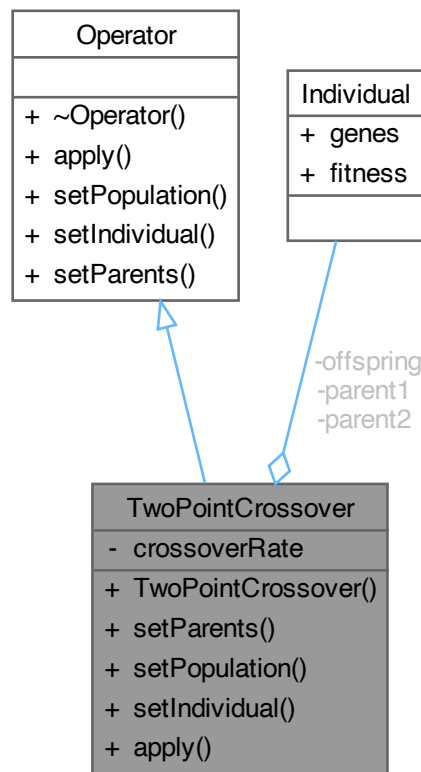 Operator
+ ~Operator()
+ apply()
+ setPopulation()
+ setIndividual()
+ setParents()
Individual
+ genes
+ fitness
-offspring
-parent1
-parent2
TwoPointCrossover
- crossoverRate
+ TwoPointCrossover()
+ setParents()
+ setPopulation()
+ setIndividual()
+ apply()